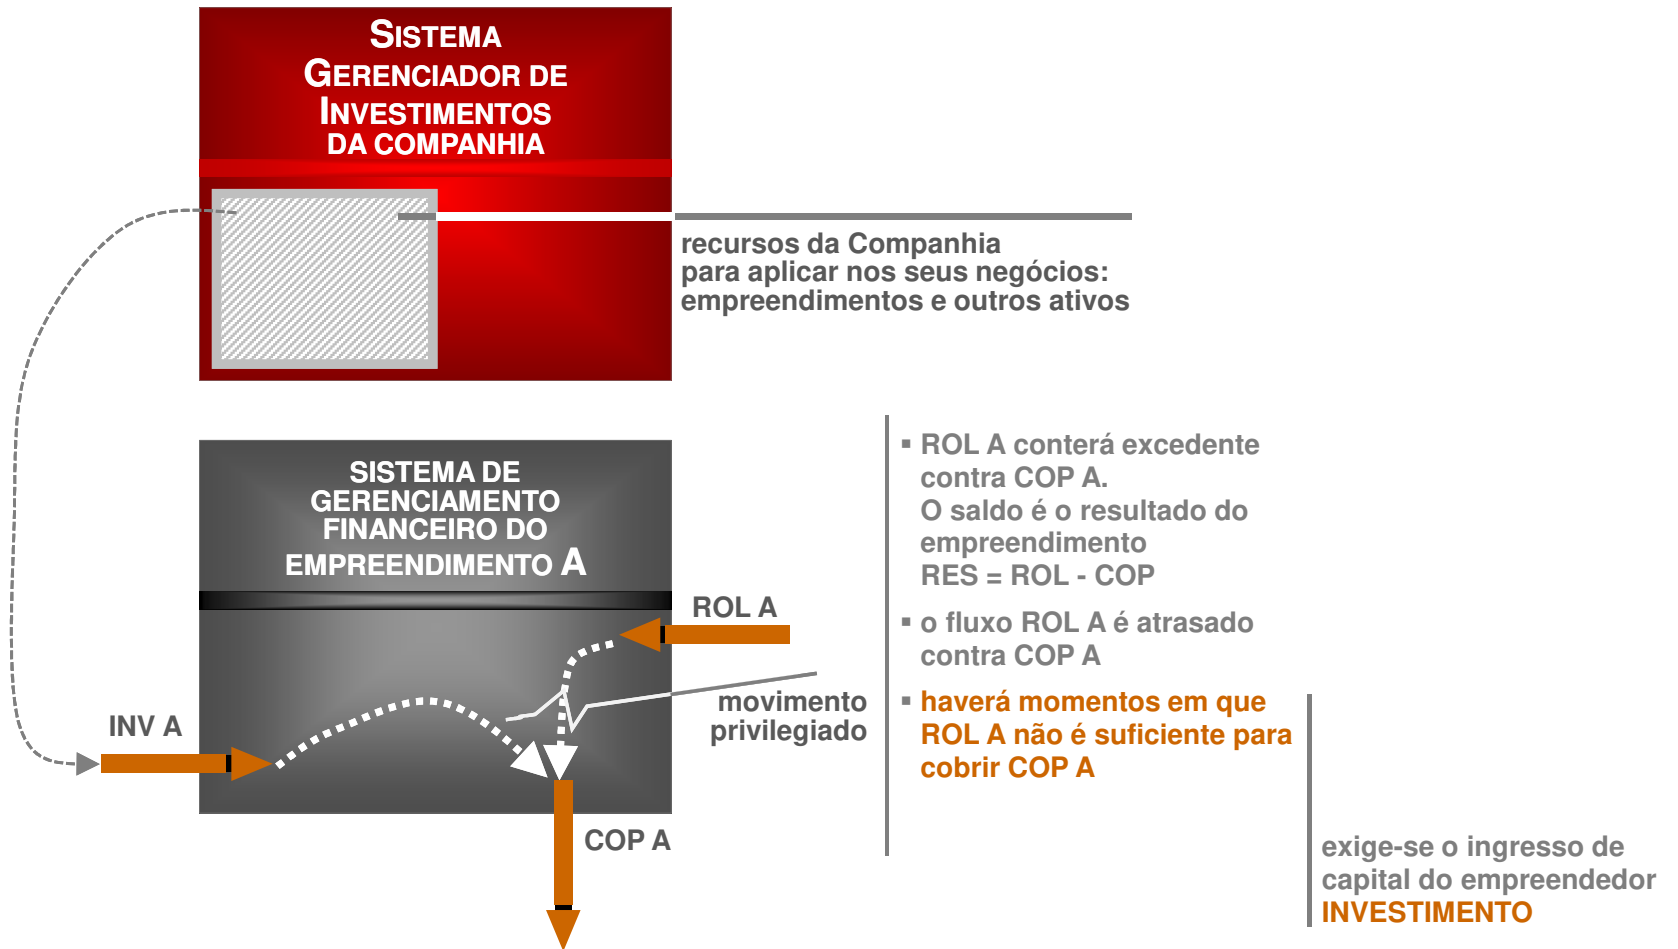 SISTEMA
GERENCIADOR DE
INVESTIMENTOS
DA COMPANHIA
recursos da Companhia
para aplicar nos seus negócios:
empreendimentos e outros ativos
SISTEMA DE
GERENCIAMENTO
FINANCEIRO DO
EMPREENDIMENTO A
ROL A
movimento
privilegiado
INV A
COP A
▪ ROL A conterá excedente
contra COP A.
O saldo é o resultado do
empreendimento
RES = ROL - COP
▪ o fluxo ROL A é atrasado
contra COP A
▪ haverá momentos em que
ROL A não é suficiente para
cobrir COP A
exige-se o ingresso de
capital do empreendedor
INVESTIMENTO